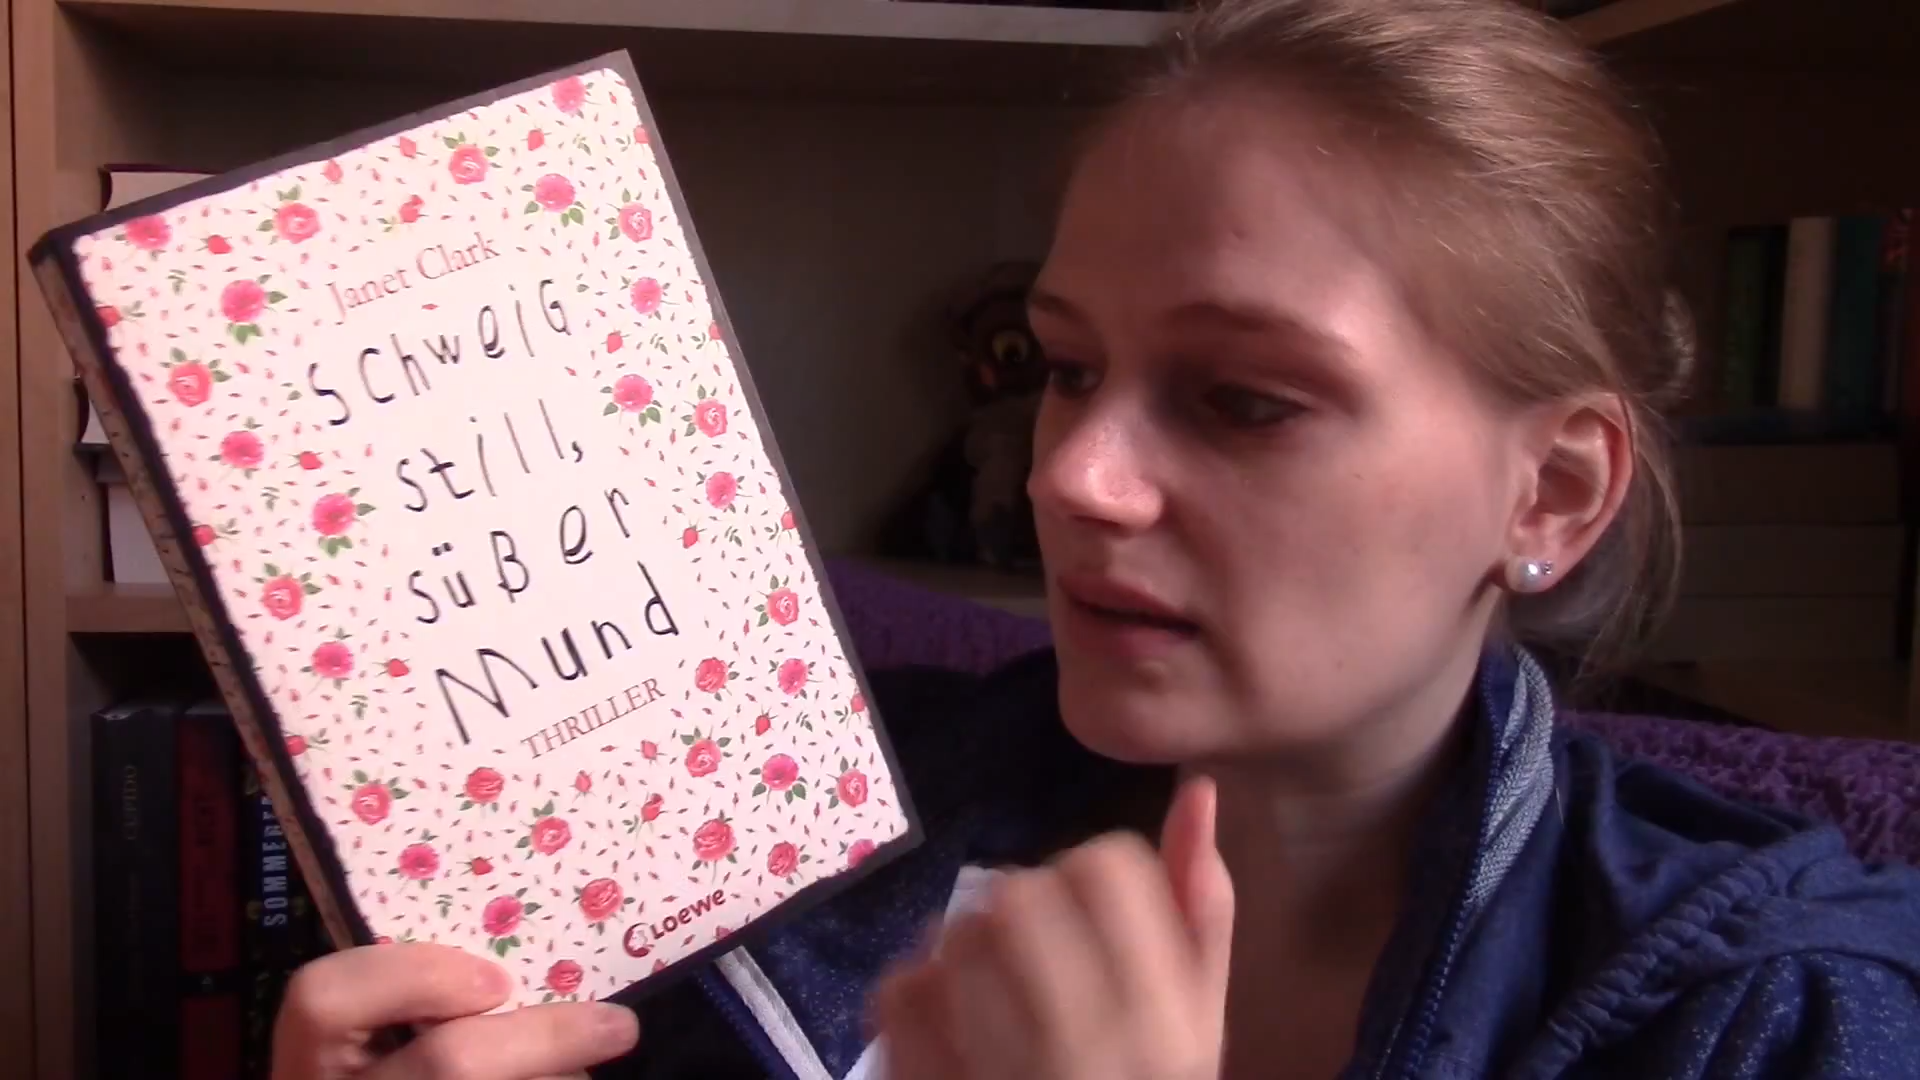 Janet Clark
SchweiG
still,
süßer
Mund
THRILLER
Loewe
CUPIDO
SOMMER